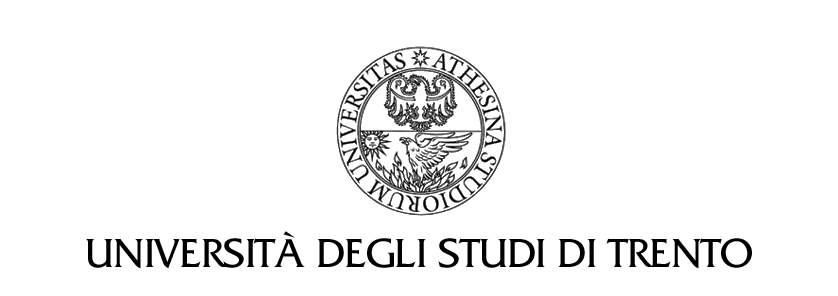 ATHESINA STUDIORUM UNIVERSITAS
UNIVERSITÀ DEGLI STUDI DI TRENTO